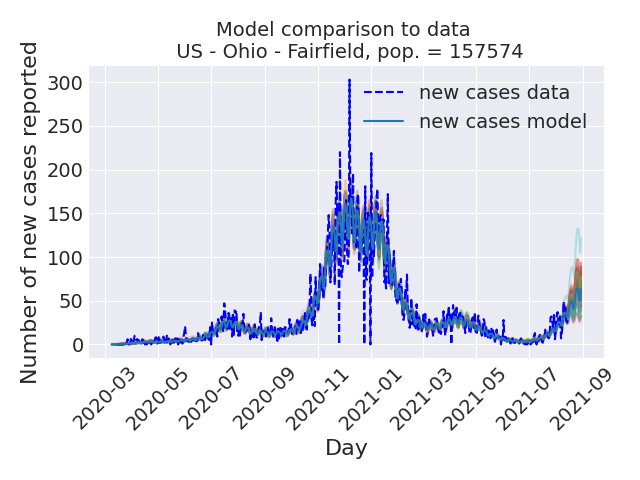 Model comparison to data
US - Ohio - Fairfield, pop. = 157574
Number of new cases reported
300
250
200
150
100
50
0
new cases data
new cases model
2020-03
2020-05
2020-07
2020-09
2020-11
2021-01
2021-03
2021-05
2021-07
2021-09
Day